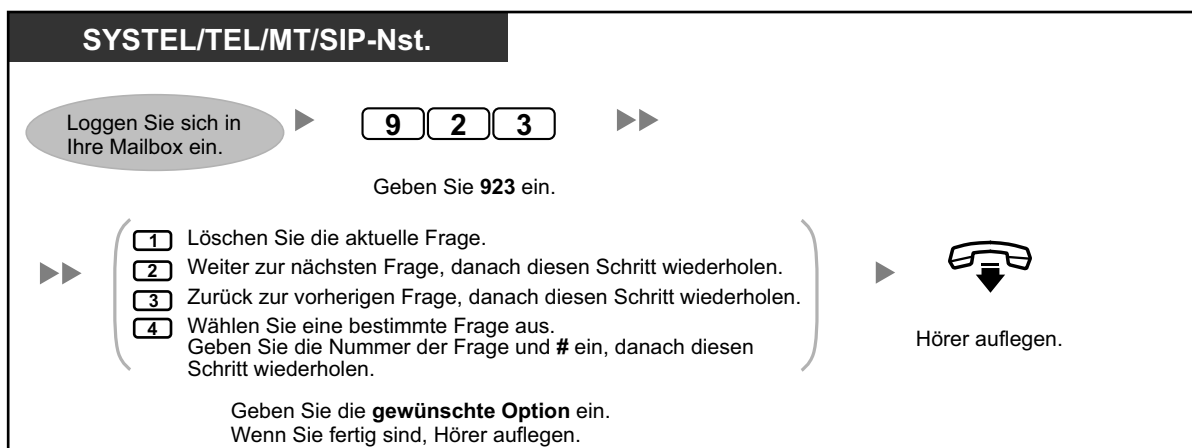 SYSTEL/TEL/MT/SIP-Nst.
Loggen Sie sich in
Ihre Mailbox ein.
9 2 3
Geben Sie 923 ein.
1 Löschen Sie die aktuelle Frage.
2 Weiter zur nächsten Frage, danach diesen Schritt wiederholen.
3 Zurück zur vorherigen Frage, danach diesen Schritt wiederholen.
4 Wählen Sie eine bestimmte Frage aus.
Geben Sie die Nummer der Frage und # ein, danach diesen
Schritt wiederholen.
Hörer auflegen.
Geben Sie die gewünschte Option ein.
Wenn Sie fertig sind, Hörer auflegen.